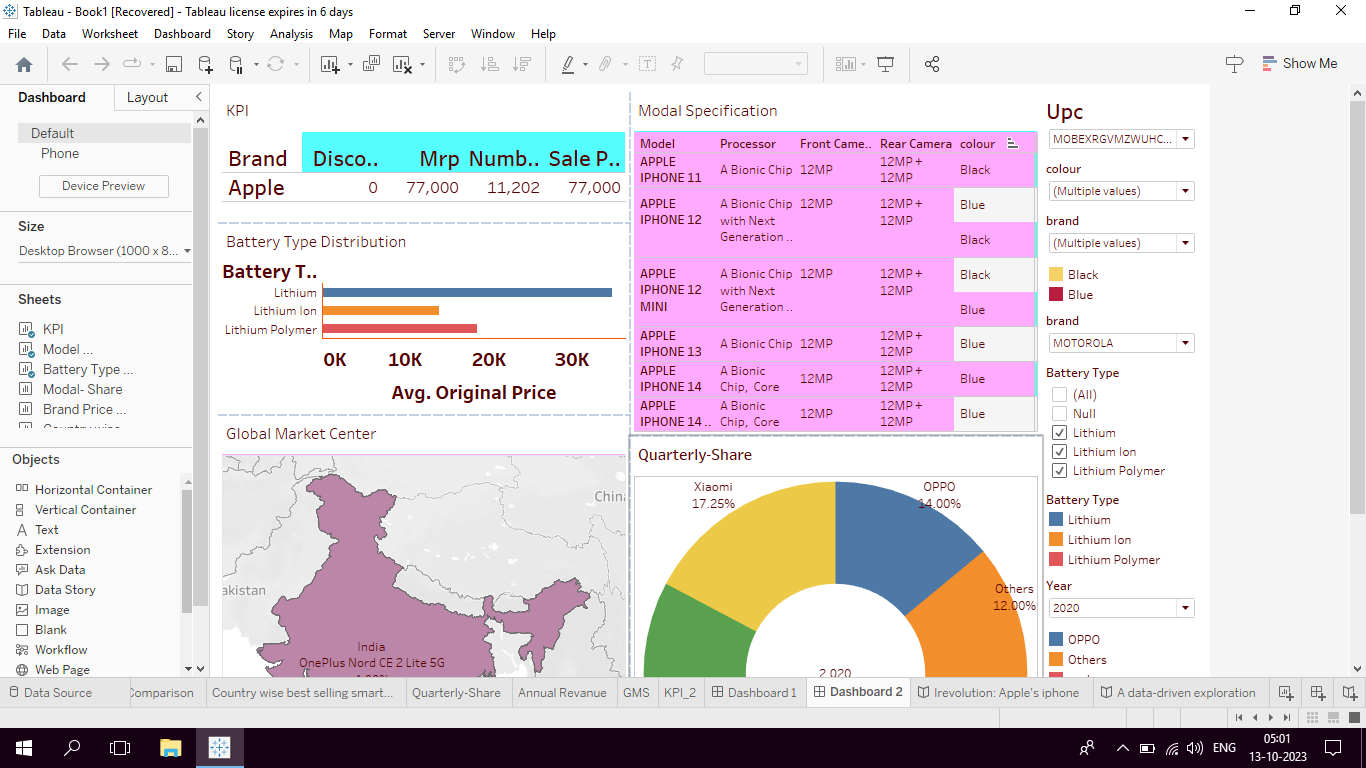 Tableau - Book1 [Recovered] - Tableau license expires in 6 days
File Data Worksheet Dashboard Story Analysis Map Format Server Window Help
Show Me
Dashboard Layout
Default
Phone
Device Preview
Size
Desktop Browser (1000 x 8...
Sheets
KPI
Model ...
Battery Type ...
Modal- Share
Brand Price ...
Objects
Horizontal Container
Vertical Container
Text
Extension
Ask Data
Data Story
Image
Blank
Workflow
Web Page
KPI
Brand Disco.. Mrp Numb.. Sale P..
Apple 0 77,000 11,202 77,000
Battery Type Distribution
Battery T..
Lithium
Lithium Ion
Lithium Polymer
0K 10K 20K 30K
Avg. Original Price
Global Market Center
China
akistan
India
OnePlus Nord CE 2 Lite 5G
Modal Specification
Model Processor Front Came.. Rear Camera colour
APPLE IPHONE 11 A Bionic Chip 12MP 12MP + 12MP Black
APPLE IPHONE 12 A Bionic Chip with Next Generation .. 12MP 12MP + 12MP Blue
Black
APPLE IPHONE 12 MINI A Bionic Chip with Next Generation .. 12MP 12MP + 12MP Black
Blue
APPLE IPHONE 13 A Bionic Chip 12MP 12MP + 12MP Blue
APPLE IPHONE 14 A Bionic Chip, Core 12MP 12MP + 12MP Blue
APPLE IPHONE 14 .. A Bionic Chip, Core 12MP 12MP + 12MP Blue
Quarterly-Share
Xiaomi
17.25%
OPPO
14.00%
Others
12.00%
2,020
Upc
MOBEXRGVMZWUHC...
colour
(Multiple values)
brand
(Multiple values)
Black
Blue
brand
MOTOROLA
Battery Type
(All)
Null
Lithium
Lithium Ion
Lithium Polymer
Battery Type
Lithium
Lithium Ion
Lithium Polymer
Year
2020
OPPO
Others
Data Source Comparison Country wise best selling smart... Quarterly-Share Annual Revanue GMS KPI_2 Dashboard 1 Dashboard 2 Irevolution: Apple's iphone A data-driven exploration
ENG
05:01
13-10-2023